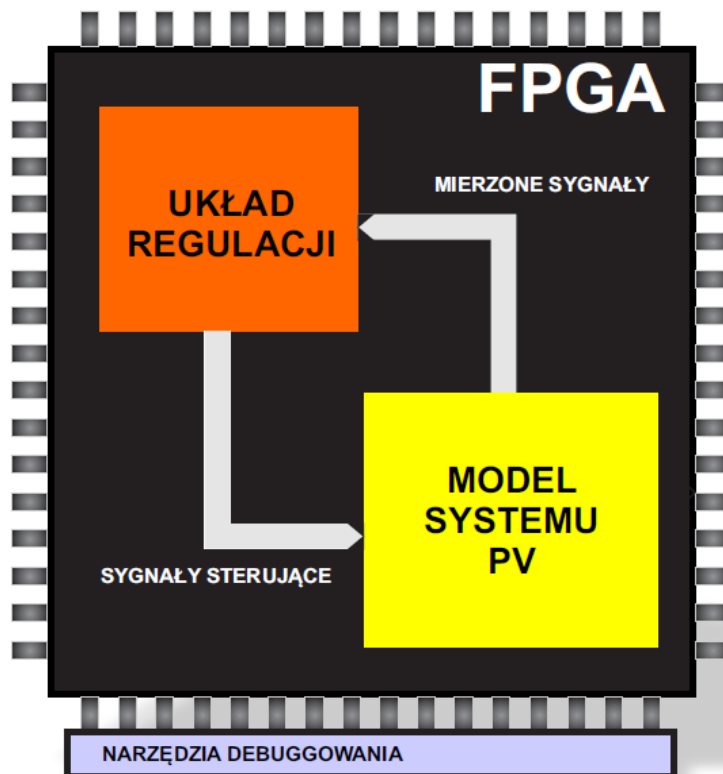 FPGA
UKŁAD
REGULACJI
MIERZONE SYGNAŁY
MODEL
SYSTEMU
PV
SYGNAŁY STERUJĄCE
NARZĘDZIA DEBUGGOWANIA